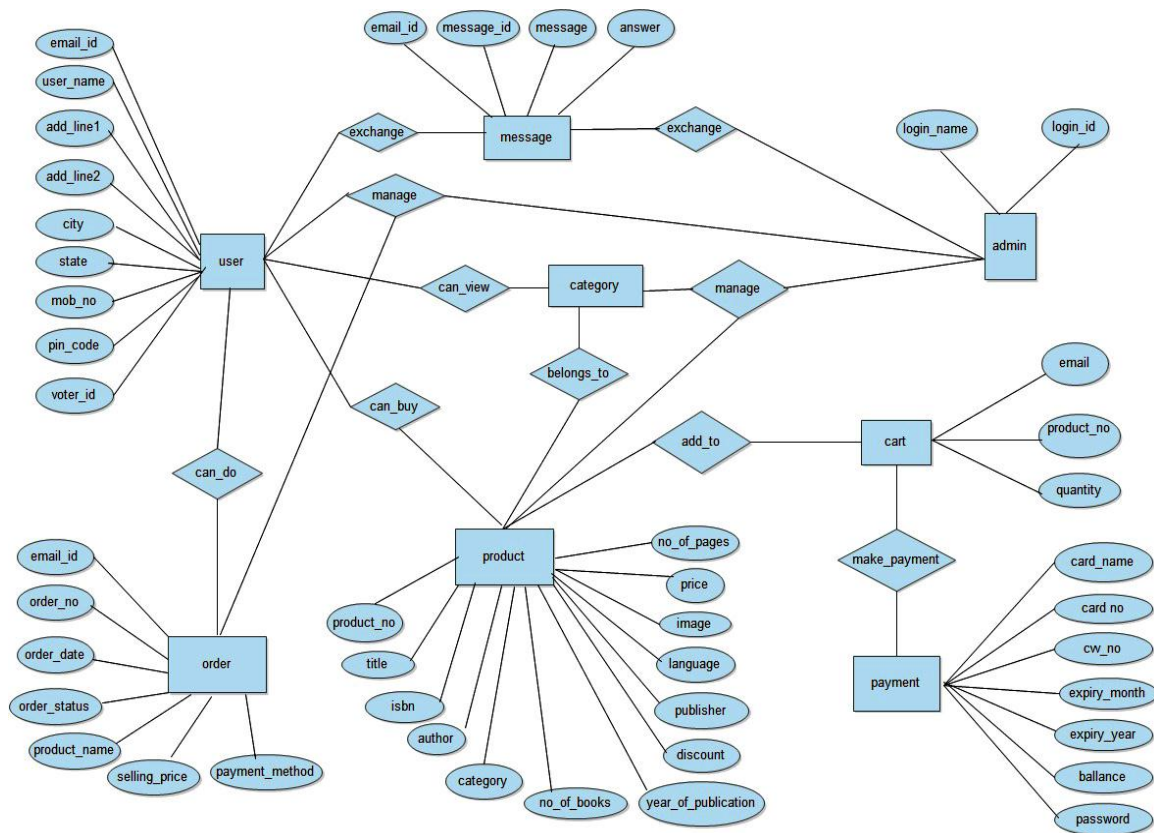 email_id
message_id
message
answer
email_id
user_name
add_line1
add_line2
city
state
mob_no
pin_code
voter_id
exchange
message
exchange
login_name
login_id
manage
user
admin
can_view
category
manage
belongs_to
can_buy
add_to
cart
email
product_no
quantity
can_do
make_payment
product
email_id
order_no
order_date
order_status
product_name
selling_price
payment_method
order
product_no
title
isbn
author
category
no_of_books
year_of_publication
discount
publisher
language
image
price
no_of_pages
payment
card_name
card no
cw_no
expiry_month
expiry_year
ballance
password